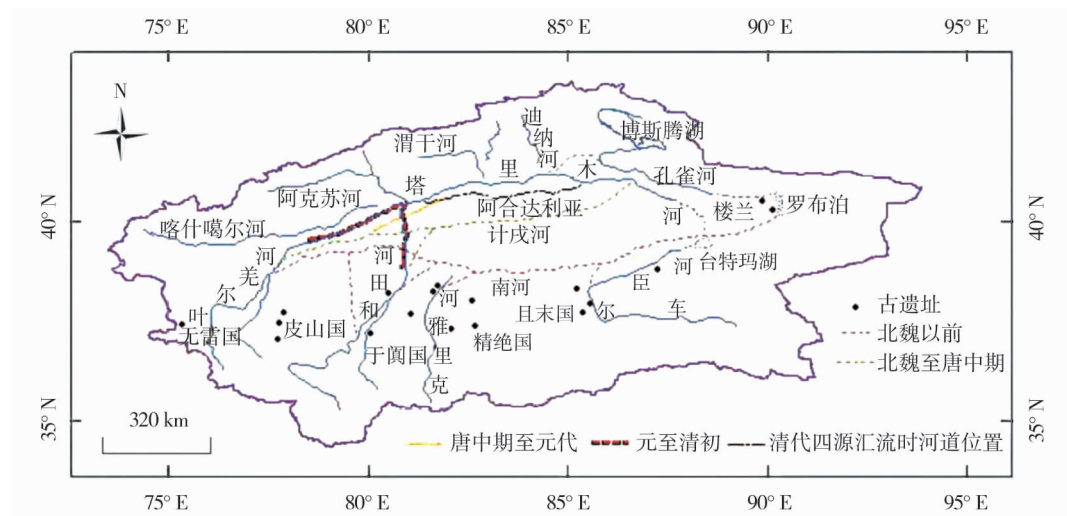 75° E 80° E 85° E 90° E 95° E
N
迪纳河
博斯腾湖
渭干河
塔里木河
孔雀河
阿克苏河
阿合达利亚
楼兰
罗布泊
40° N
40° N
喀什噶尔河
计戍河
叶尔羌河
和田河
台特玛湖
南河
车尔臣河
克里雅河
且末国
古遗址
无雷国
皮山国
精绝国
北魏以前
于阗国
北魏至唐中期
35° N
35° N
320 km
唐中期至元代
元至清初
清代四源汇流时河道位置
75° E 80° E 85° E 90° E 95° E